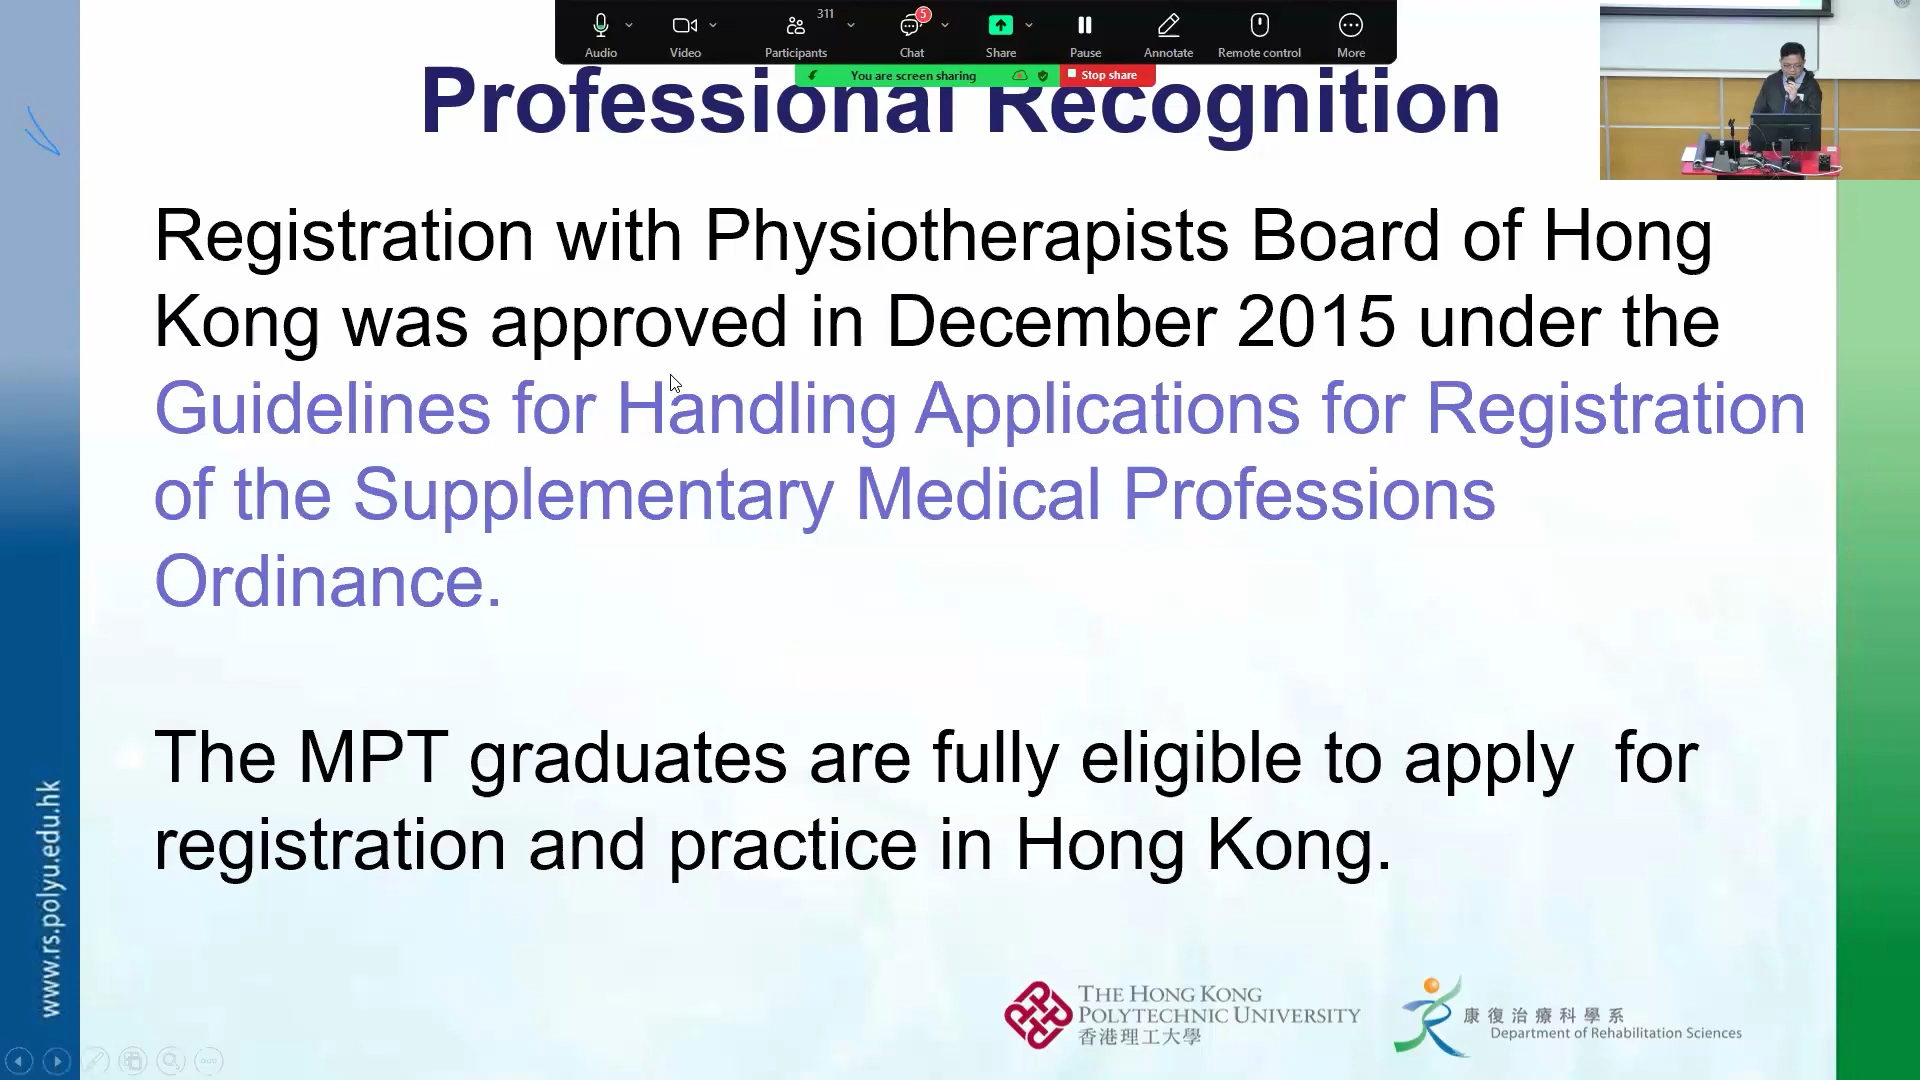 311
5
Audio
Video
Participants
Chat
Share
Pause
Annotate
Remote control
More
You are screen sharing
Stop share
Professional Recognition
Registration with Physiotherapists Board of Hong
Kong was approved in December 2015 under the
Guidelines for Handling Applications for Registration
of the Supplementary Medical Professions
Ordinance.
The MPT graduates are fully eligible to apply  for
registration and practice in Hong Kong.
www.rs.polyu.edu.hk
THE HONG KONG
POLYTECHNIC UNIVERSITY
香港理工大學
康復治療科學系
Department of Rehabilitation Sciences